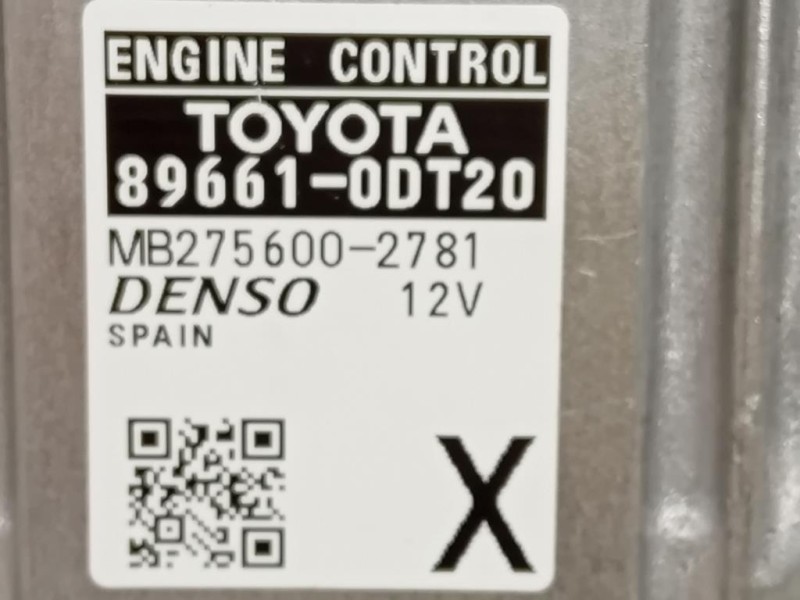 ENGINE CONTROL
TOYOTA
89661-0DT20
MB275600-2781
DENSO 12V
SPAIN
X